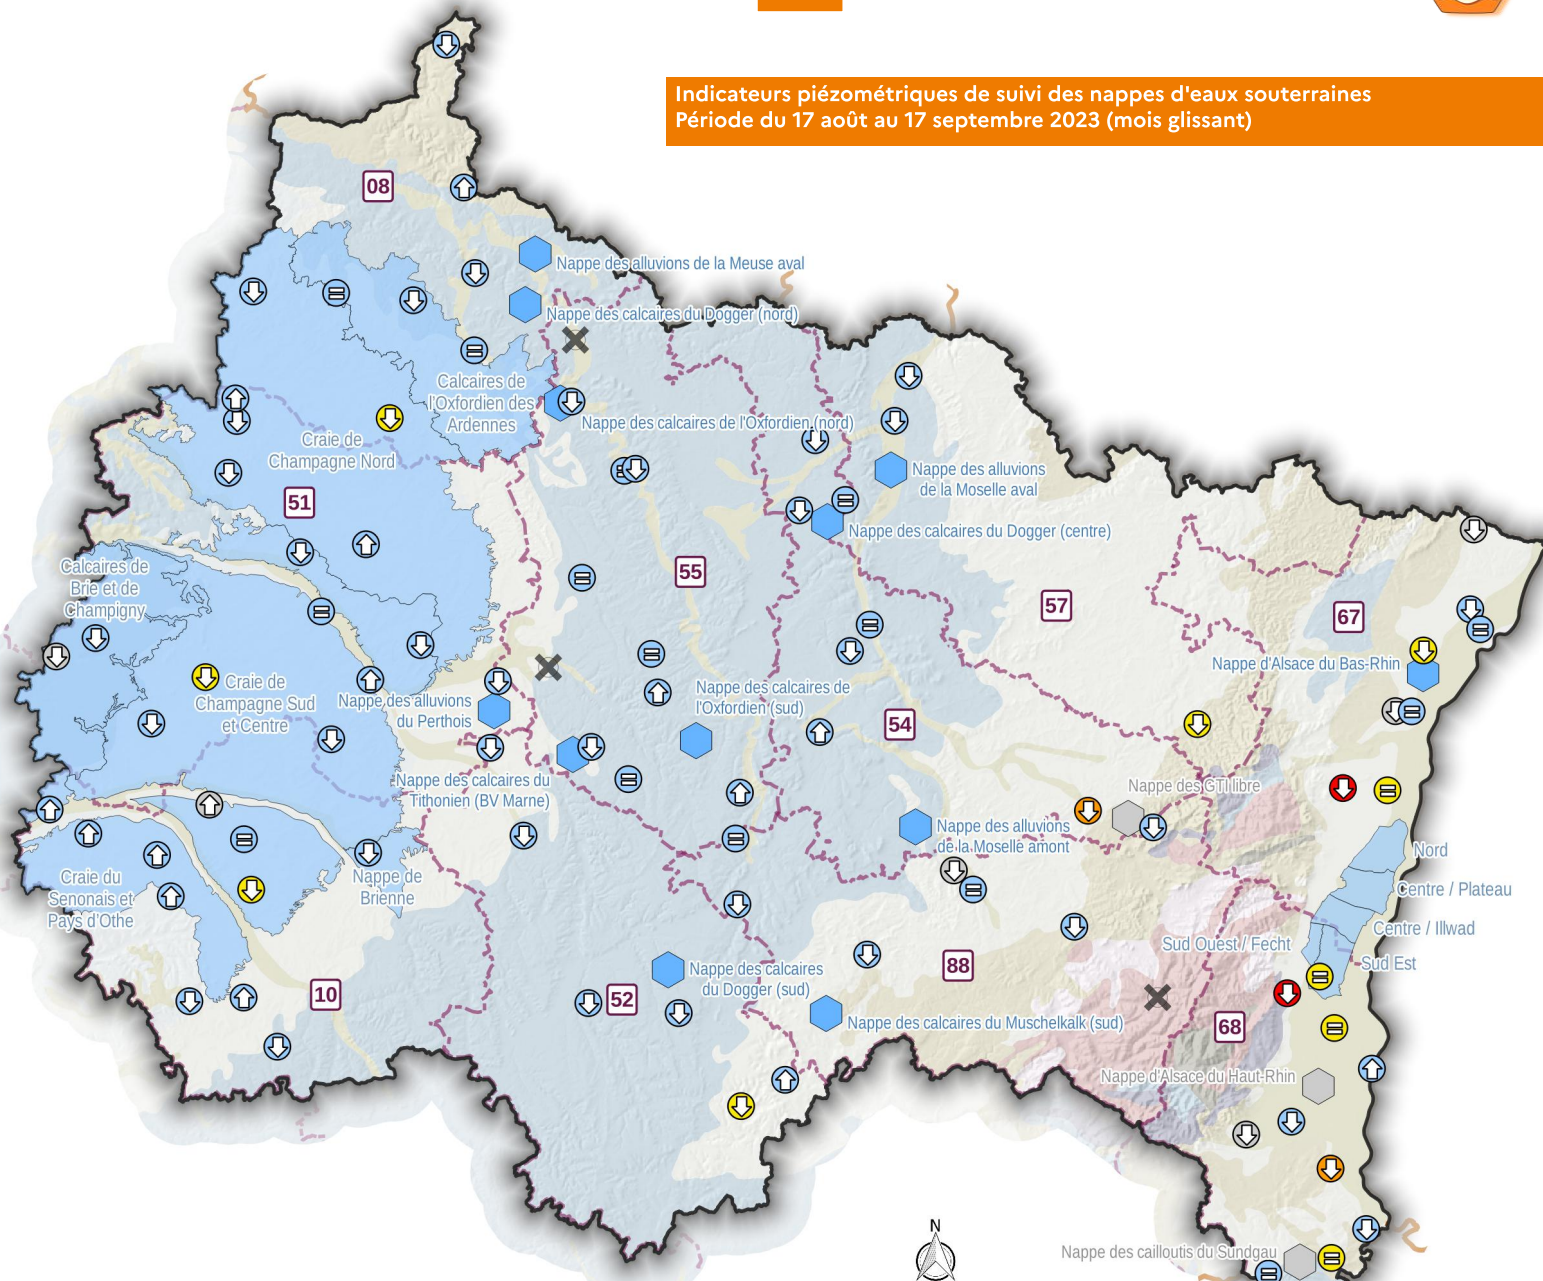 Indicateurs piézométriques de suivi des nappes d'eaux souterraines
Période du 17 août au 17 septembre 2023 (mois glissant)
08
Nappe des alluvions de la Meuse aval
Nappe des calcaires du Dogger (nord)
Calcaires de
l'Oxfordien des
Ardennes
Nappe des calcaires de l'Oxfordien (nord)
Craie de
Champagne Nord
Nappe des alluvions
de la Moselle aval
51
Nappe des calcaires du Dogger (centre)
Calcaires de
Brie et de
Champigny
55
57
67
Nappe d'Alsace du Bas-Rhin
Craie de
Champagne Sud
et Centre
Nappe des alluvions
du Perthois
Nappe des calcaires de
l'Oxfordien (sud)
54
Nappe des calcaires du
Tithonien (BV Marne)
Nappe des GTI libre
Nappe des alluvions
de la Moselle amont
Nord
Craie du
Senonais et
Pays d'Othe
Nappe de
Brienne
Centre / Plateau
Centre / Illwad
Sud Ouest / Fecht
Sud Est
88
10
52
Nappe des calcaires
du Dogger (sud)
Nappe des calcaires du Muschelkalk (sud)
68
Nappe d'Alsace du Haut-Rhin
N
Nappe des cailloutis du Sundgau